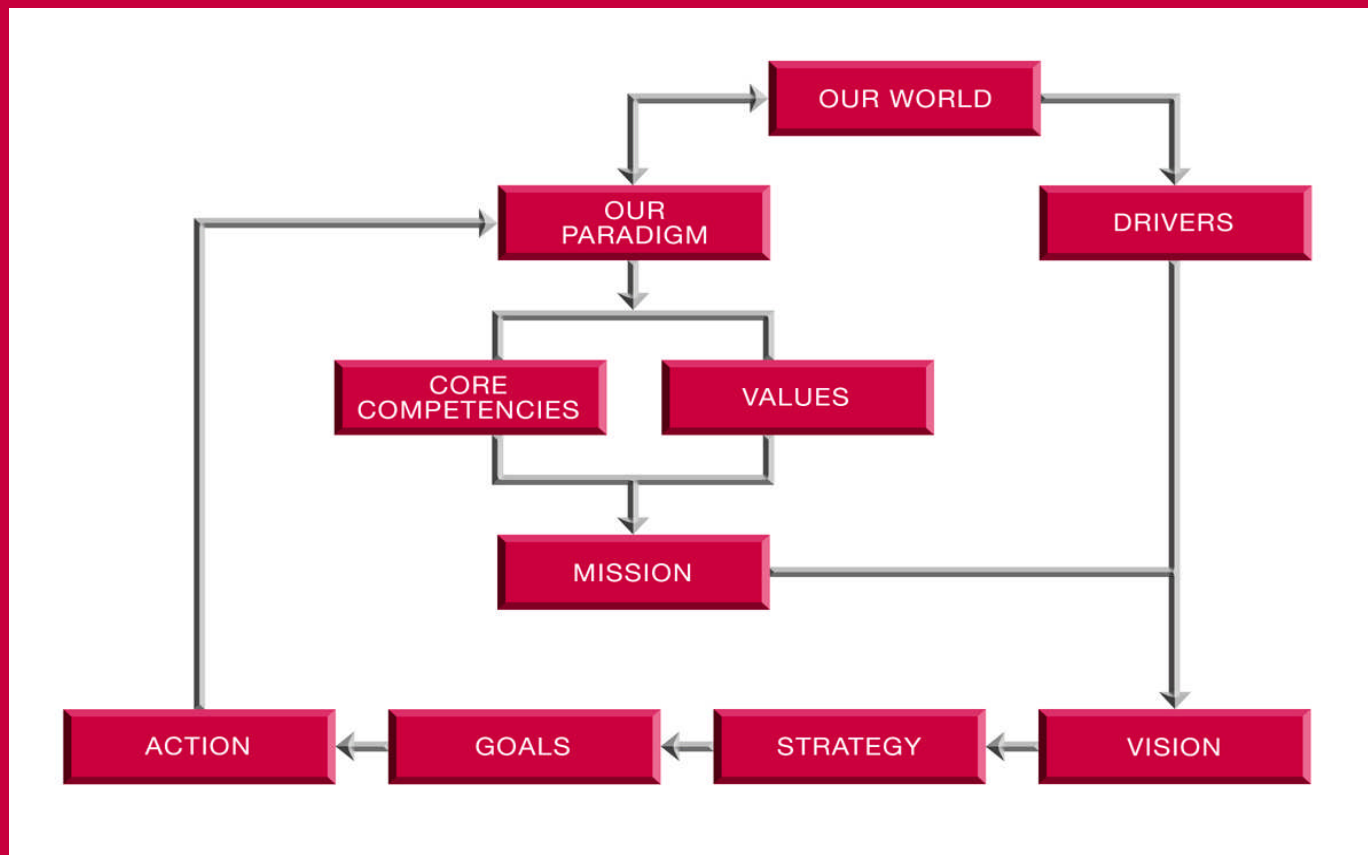 OUR WORLD
OUR
PARADIGM
DRIVERS
CORE
COMPETENCIES
VALUES
MISSION
ACTION
GOALS
STRATEGY
VISION